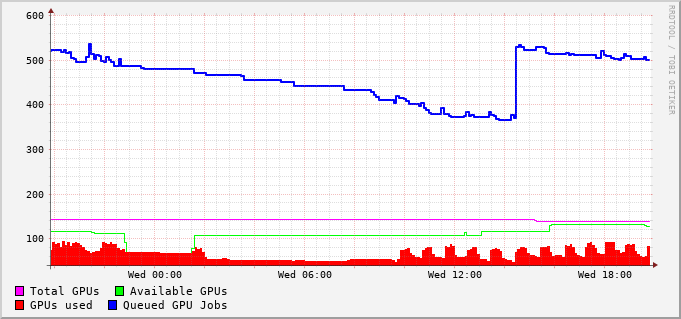 600
500
400
300
200
100
Wed 00:00 Wed 06:00 Wed 12:00 Wed 18:00
Total GPUs Available GPUs
GPUs used Queued GPU Jobs
RRDTOOL / TOBI OETIKER